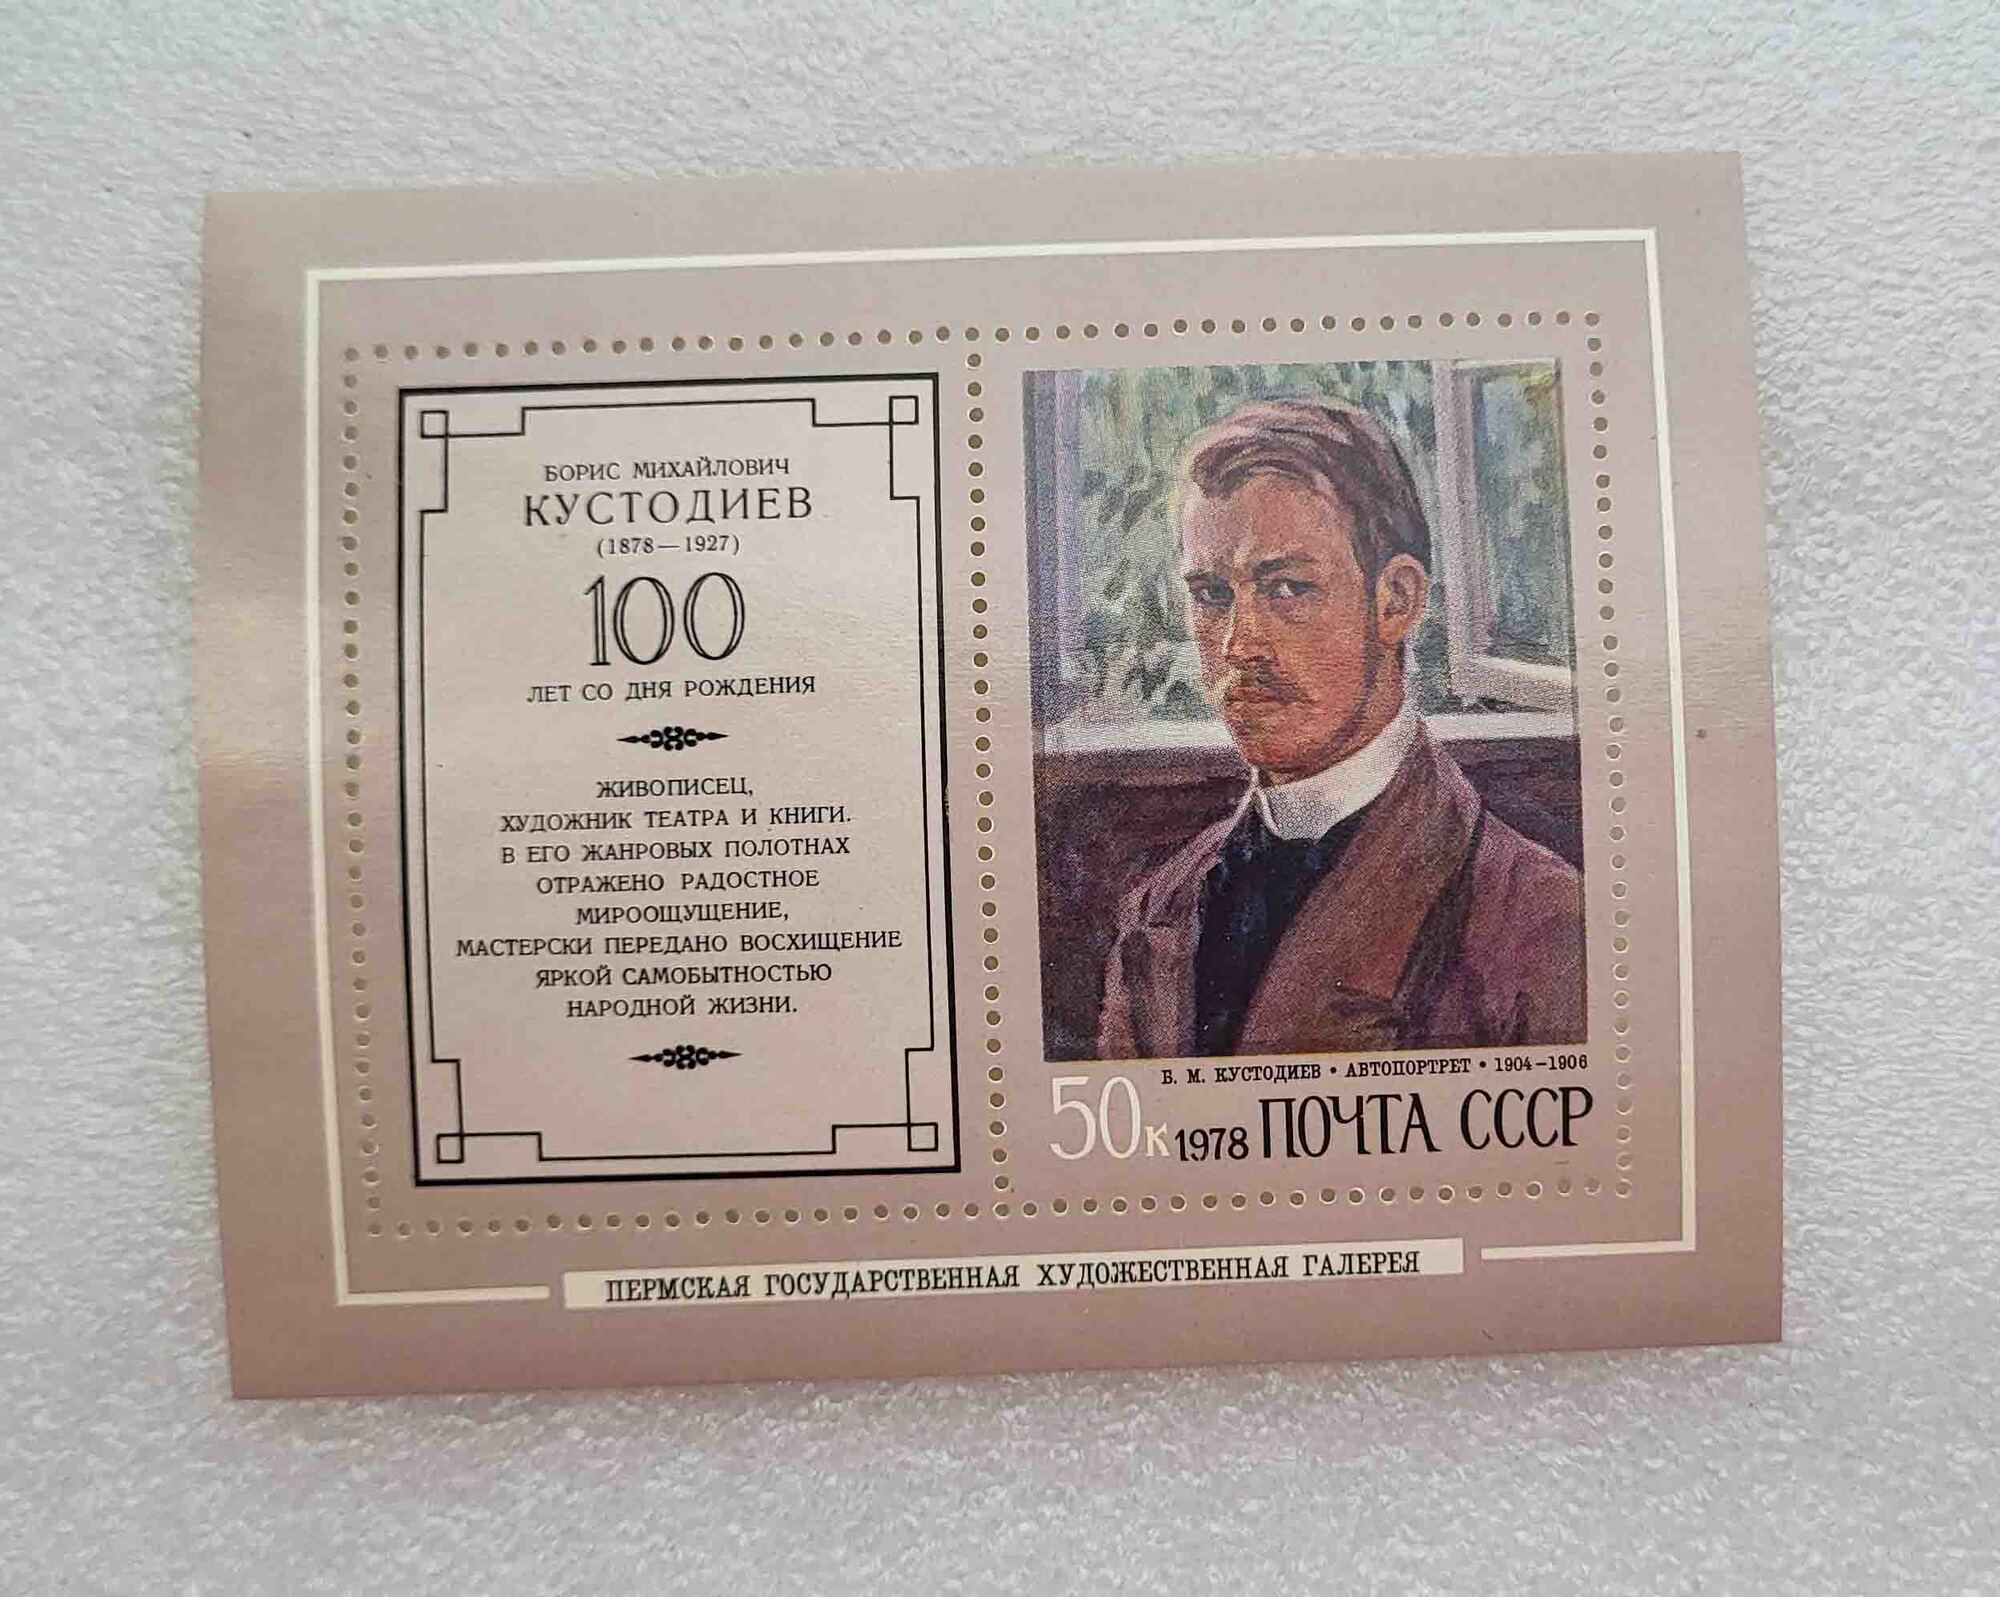 БОРИС МИХАЙЛОВИЧ
КУСТОДИЕВ
(1878—1927)
100
ЛЕТ СО ДНЯ РОЖДЕНИЯ
ЖИВОПИСЕЦ,
ХУДОЖНИК ТЕАТРА И КНИГИ.
В ЕГО ЖАНРОВЫХ ПОЛОТНАХ
ОТРАЖЕНО РАДОСТНОЕ
МИРООЩУЩЕНИЕ,
МАСТЕРСКИ ПЕРЕДАНО ВОСХИЩЕНИЕ
ЯРКОЙ САМОБЫТНОСТЬЮ
НАРОДНОЙ ЖИЗНИ.
Б. М. КУСТОДИЕВ • АВТОПОРТРЕТ • 1904–1906
50к 1978 ПОЧТА СССР
ПЕРМСКАЯ ГОСУДАРСТВЕННАЯ ХУДОЖЕСТВЕННАЯ ГАЛЕРЕЯ